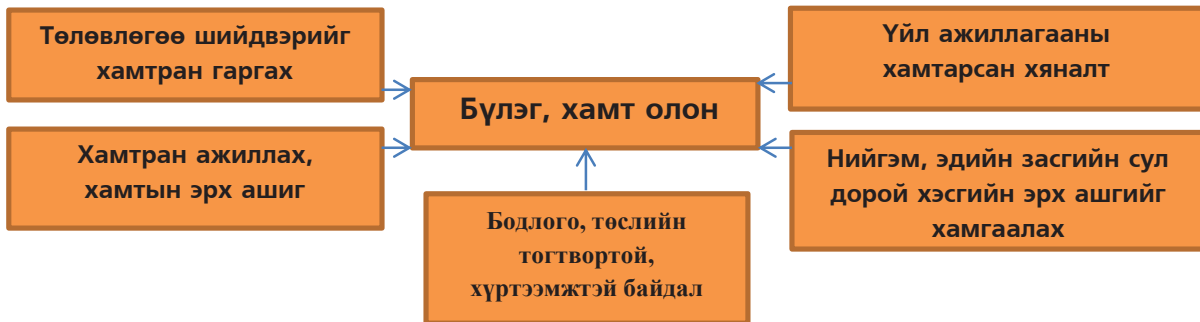 Төлөвлөгөө шийдвэрийг
хамтран гаргах
Үйл ажиллагааны
хамтарсан хяналт
Бүлэг, хамт олон
Хамтран ажиллах,
хамтын эрх ашиг
Нийгэм, эдийн засгийн сул
дорой хэсгийн эрх ашгийг
хамгаалах
Бодлого, төслийн
тогтвортой,
хүртээмжтэй байдал